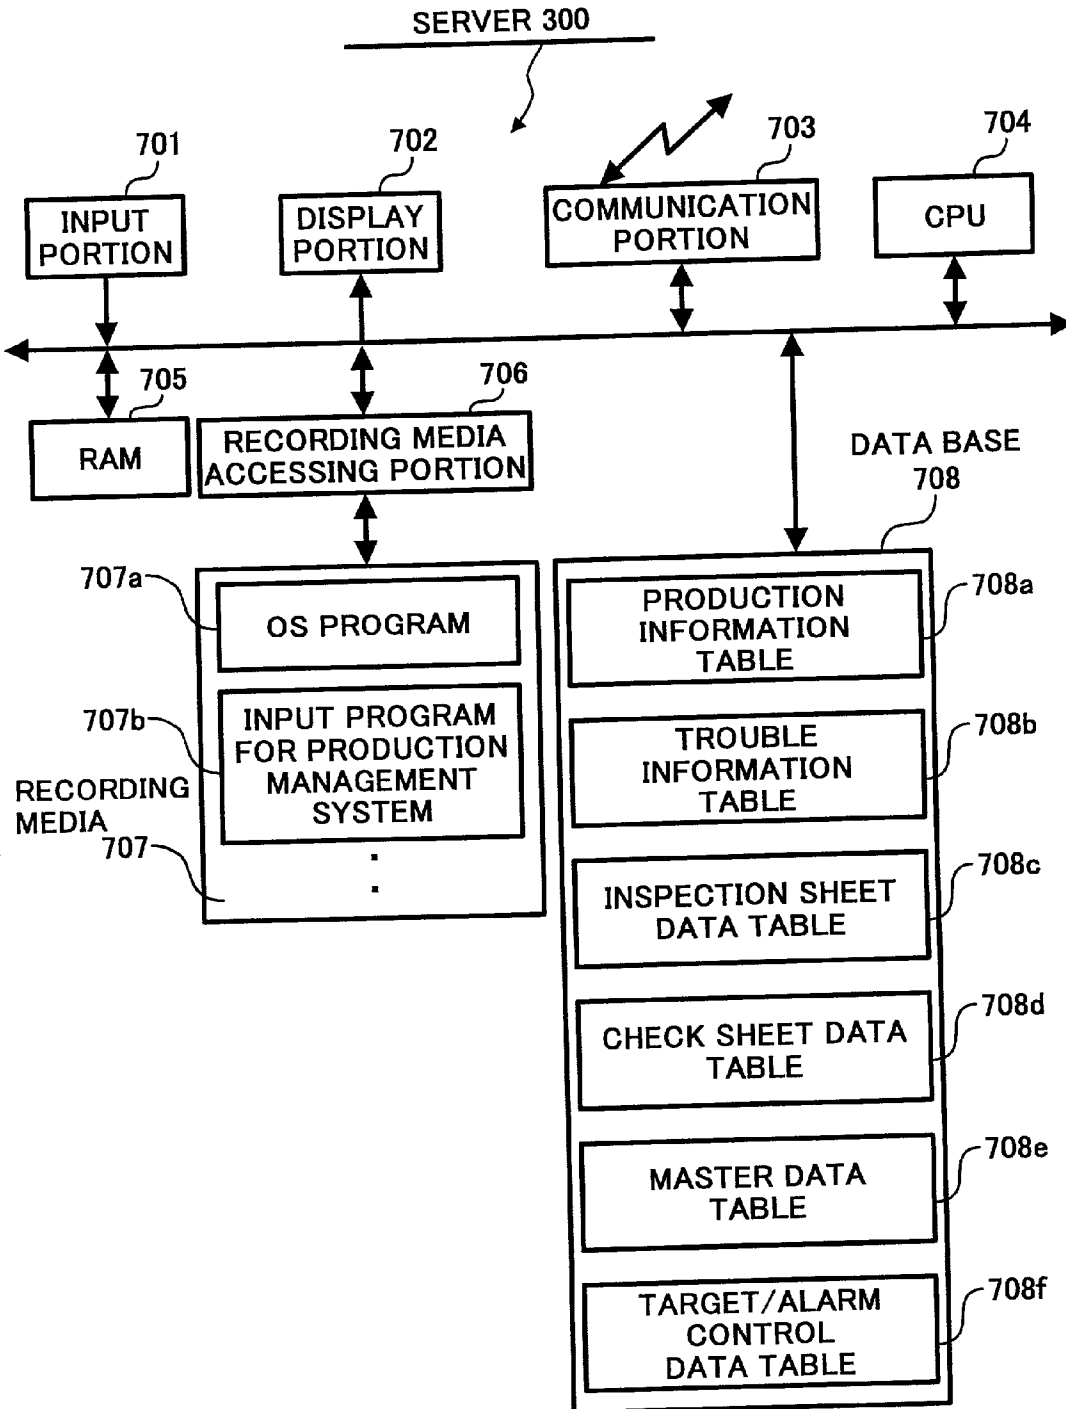 SERVER 300
701
702
703
704
INPUT
PORTION
DISPLAY
PORTION
COMMUNICATION
PORTION
CPU
705
706
RAM
RECORDING MEDIA
ACCESSING PORTION
DATA BASE
708
707a
OS PROGRAM
707b
INPUT PROGRAM
FOR PRODUCTION
MANAGEMENT
SYSTEM
RECORDING
MEDIA
707
PRODUCTION
INFORMATION
TABLE
708a
TROUBLE
INFORMATION
TABLE
708b
INSPECTION SHEET
DATA TABLE
708c
CHECK SHEET DATA
TABLE
708d
MASTER DATA
TABLE
708e
TARGET/ALARM
CONTROL
DATA TABLE
708f